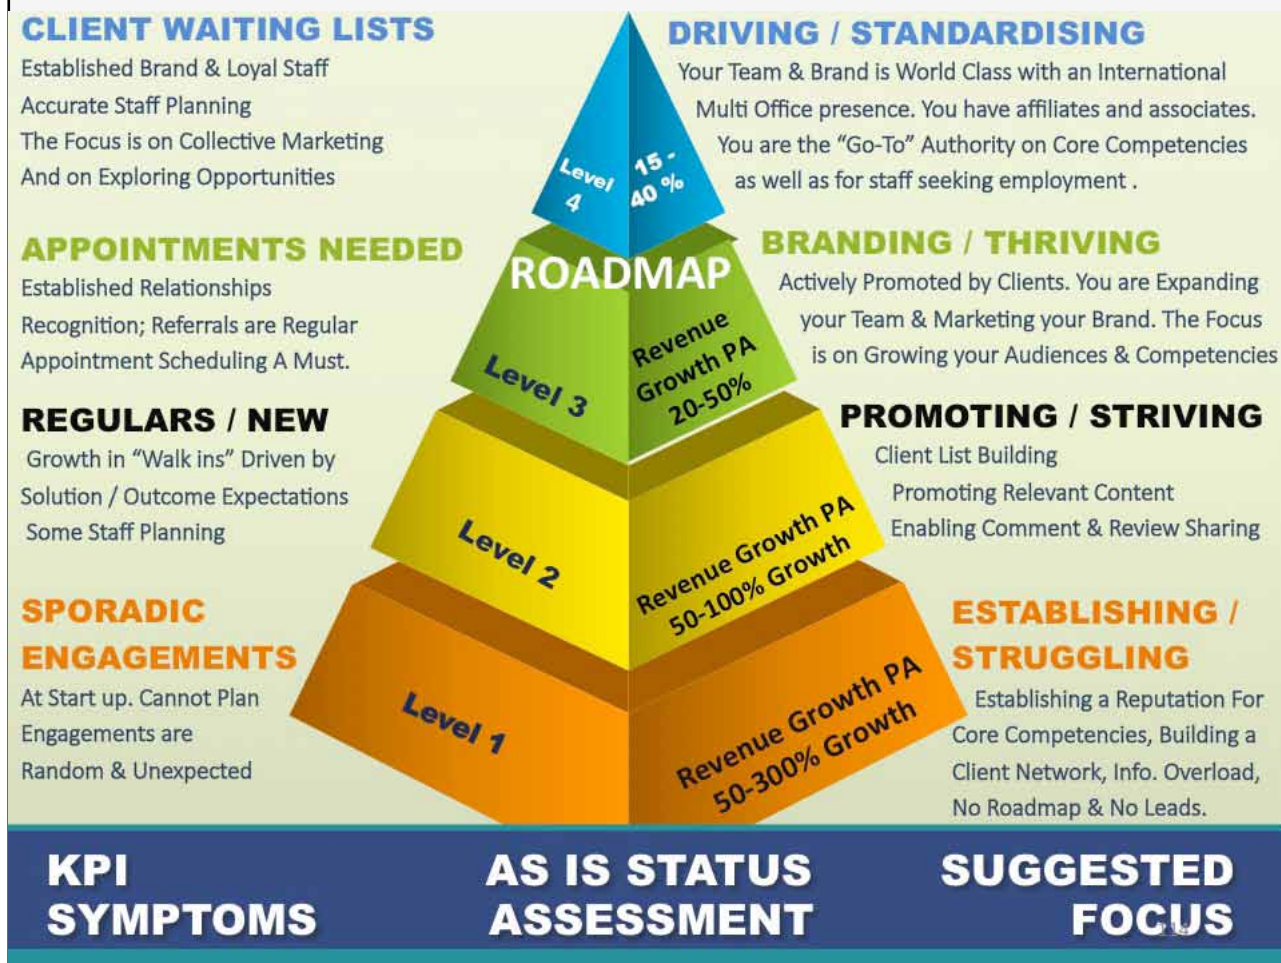 CLIENT WAITING LISTS
Established Brand & Loyal Staff
Accurate Staff Planning
The Focus is on Collective Marketing
And on Exploring Opportunities
DRIVING / STANDARDISING
Your Team & Brand is World Class with an International
Multi Office presence. You have affiliates and associates.
You are the “Go-To” Authority on Core Competencies
as well as for staff seeking employment .
Level
4
15 -
40 %
APPOINTMENTS NEEDED
Established Relationships
Recognition; Referrals are Regular
Appointment Scheduling A Must.
ROADMAP
Level 3
Revenue
Growth PA
20-50%
BRANDING / THRIVING
Actively Promoted by Clients. You are Expanding
your Team & Marketing your Brand. The Focus
is on Growing your Audiences & Competencies
REGULARS / NEW
Growth in “Walk ins” Driven by
Solution / Outcome Expectations
Some Staff Planning
Level 2
Revenue Growth PA
50-100% Growth
PROMOTING / STRIVING
Client List Building
Promoting Relevant Content
Enabling Comment & Review Sharing
SPORADIC
ENGAGEMENTS
At Start up. Cannot Plan
Engagements are
Random & Unexpected
Level 1
Revenue Growth PA
50-300% Growth
ESTABLISHING /
STRUGGLING
Establishing a Reputation For
Core Competencies, Building a
Client Network, Info. Overload,
No Roadmap & No Leads.
KPI
SYMPTOMS
AS IS STATUS
ASSESSMENT
SUGGESTED
FOCUS
114